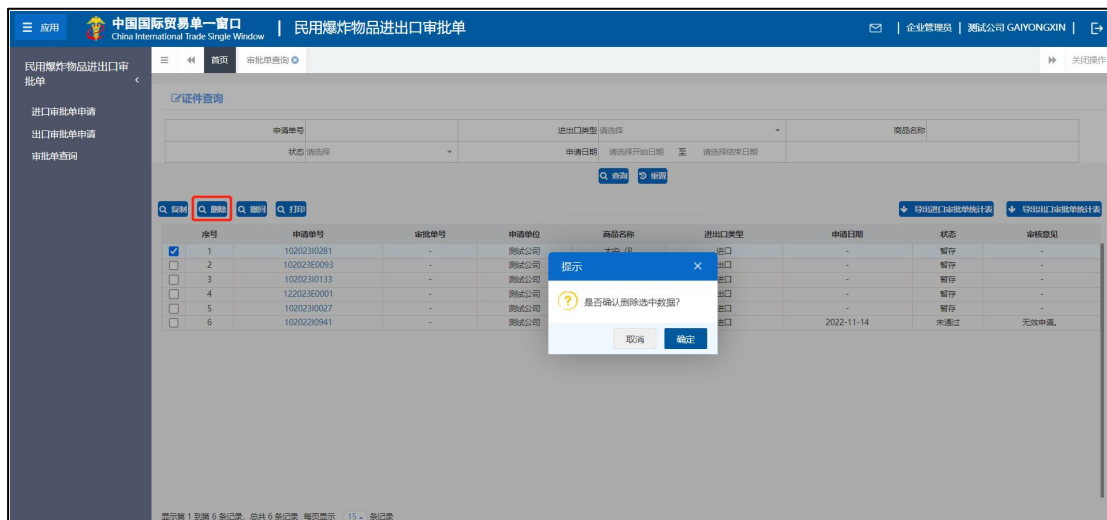 应用 中国国际贸易单一窗口 | 民用爆炸物品进出口审批单 | 企业管理员 | 测试公司 GAIYONGXIN |
China International Trade Single Window
民用爆炸物品进出口审批单
进口审批单申请
出口审批单申请
审批单查询
首页 审批单查询 关闭操作
证件查询
申请单号 进出口类型 请选择 商品名称
状态 请选择 申请日期 请选择开始日期 至 请选择结束日期
查询 重置
复制 删除 撤回 打印 导出进口审批单统计表 导出出口审批单统计表
序号 申请单号 审批单号 申请单位 商品名称 进出口类型 申请日期 状态 审核意见
1 102023I0281 - 测试公司 进口 - 暂存 -
2 102023E0093 - 测试公司 出口 - 暂存 -
3 102023I0133 - 测试公司 进口 - 暂存 -
4 122023E0001 - 测试公司 出口 - 暂存 -
5 102023I0027 - 测试公司 进口 - 暂存 -
6 102022I0941 - 测试公司 进口 2022-11-14 未通过 无效申请。
提示
是否确认删除选中数据?
取消 确定
显示第 1 到第 6 条记录，总共 6 条记录 每页显示 15 条记录